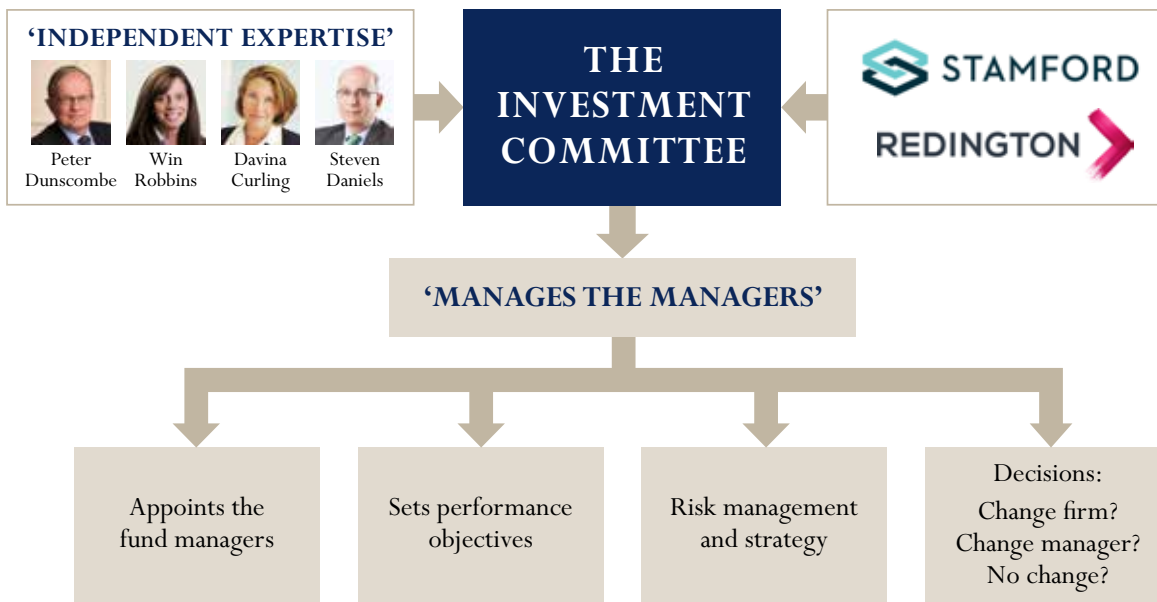 ‘INDEPENDENT EXPERTISE’
Peter
Dunscombe
Win
Robbins
Davina
Curling
Steven
Daniels
THE
INVESTMENT
COMMITTEE
STAMFORD
REDINGTON
‘MANAGES THE MANAGERS’
Appoints the
fund managers
Sets performance
objectives
Risk management
and strategy
Decisions:
Change firm?
Change manager?
No change?